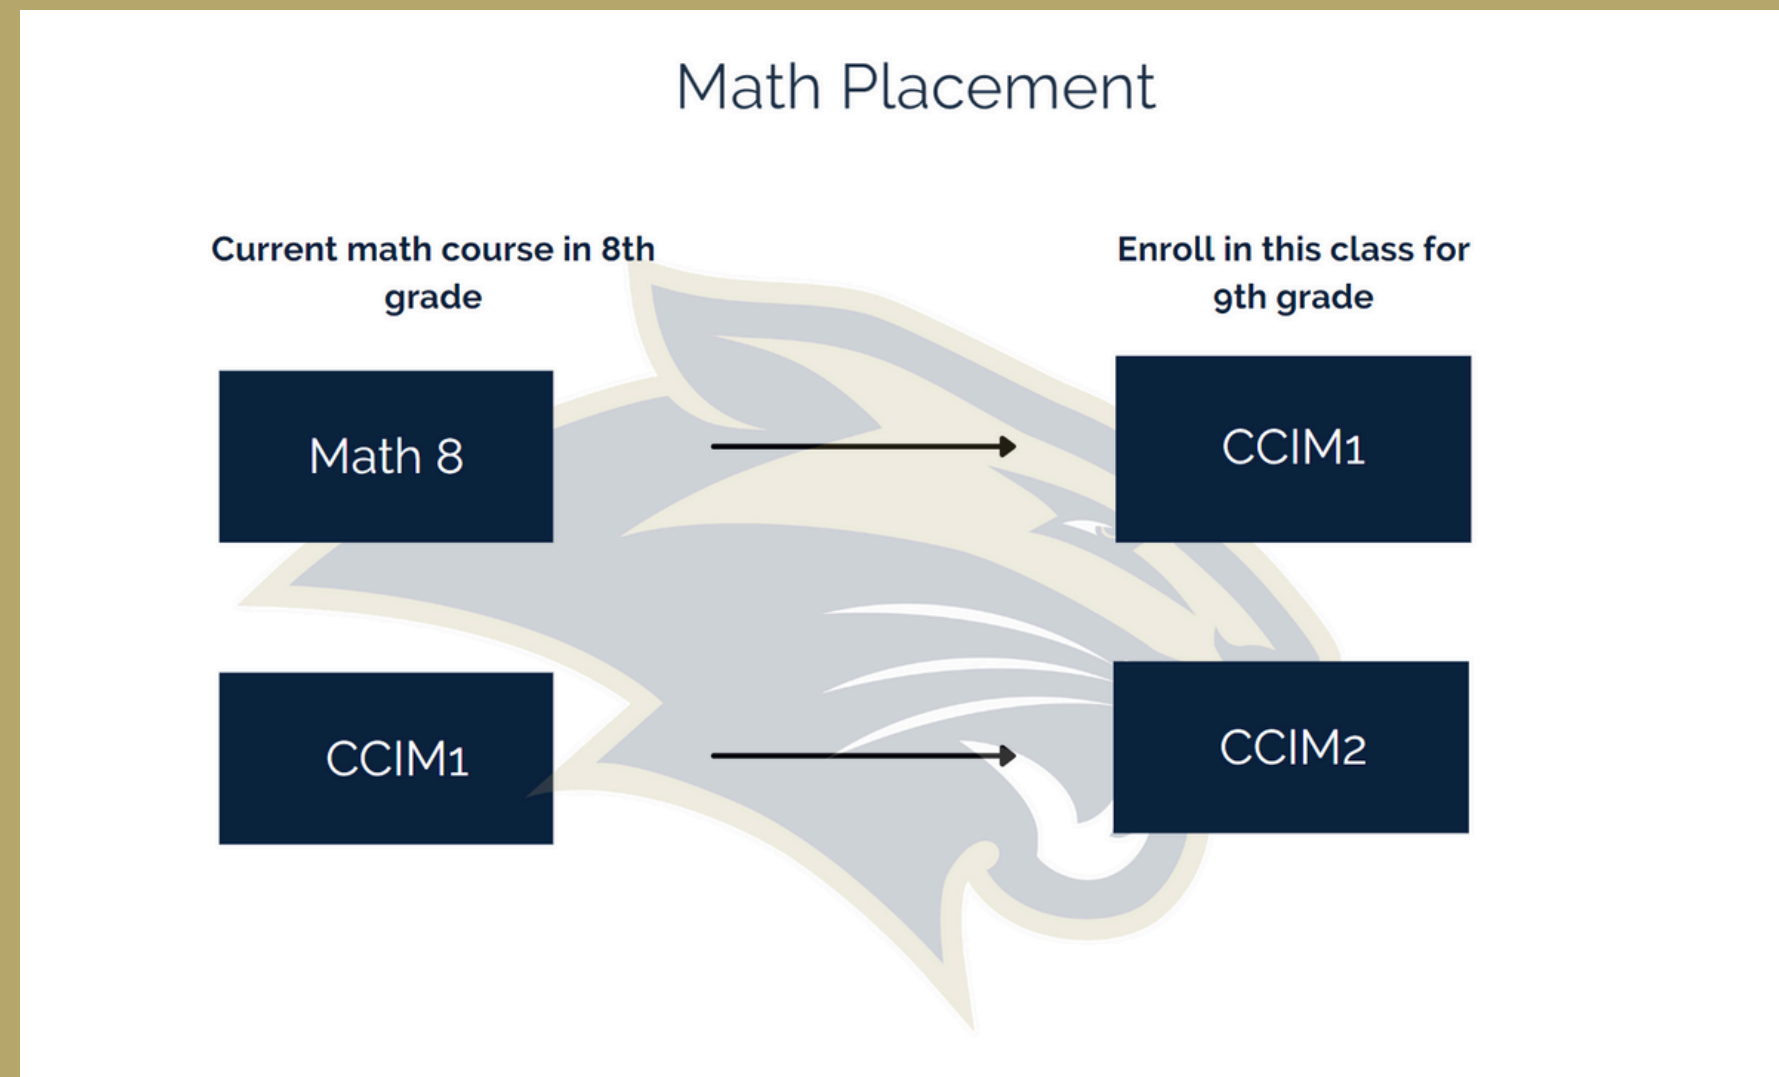 Math Placement
Current math course in 8th
grade
Enroll in this class for
9th grade
Math 8
CCIM1
CCIM1
CCIM2